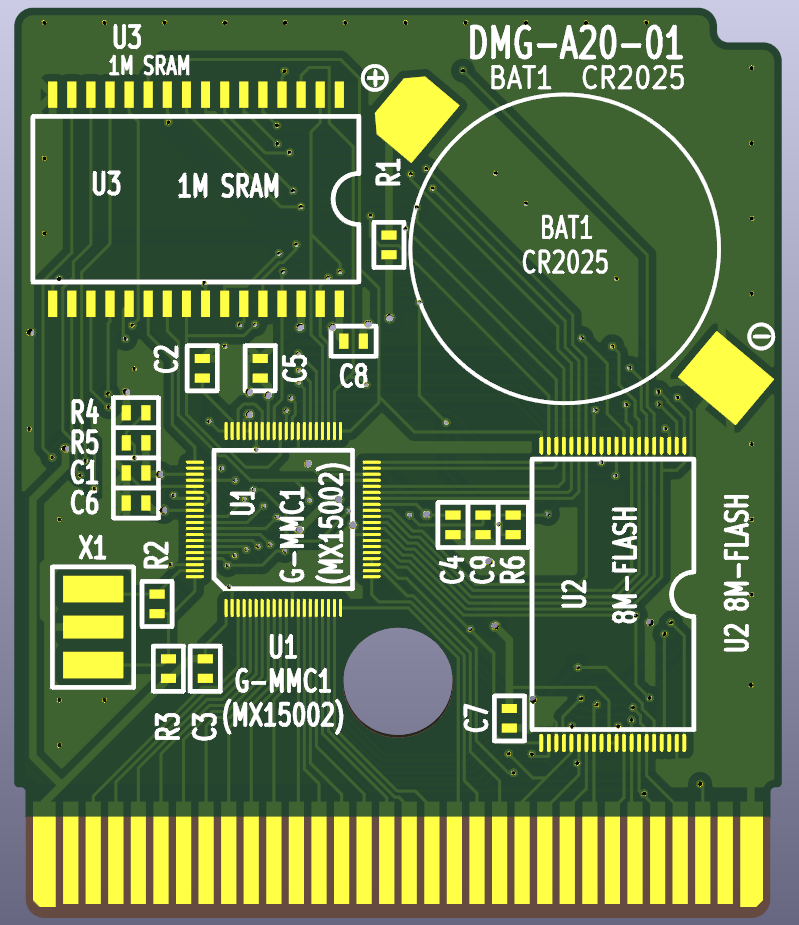 U3
1M SRAM
DMG-A20-01
BAT1 CR2025
+
R1
U3 1M SRAM
BAT1
CR2025
-
C2
C5
C8
R4
R5
C1
C6
U1
G-MMC1
(MX15002)
C4
C9
R6
U2
8M-FLASH
U2 8M-FLASH
X1
R2
U1
G-MMC1
(MX15002)
R3
C3
C7